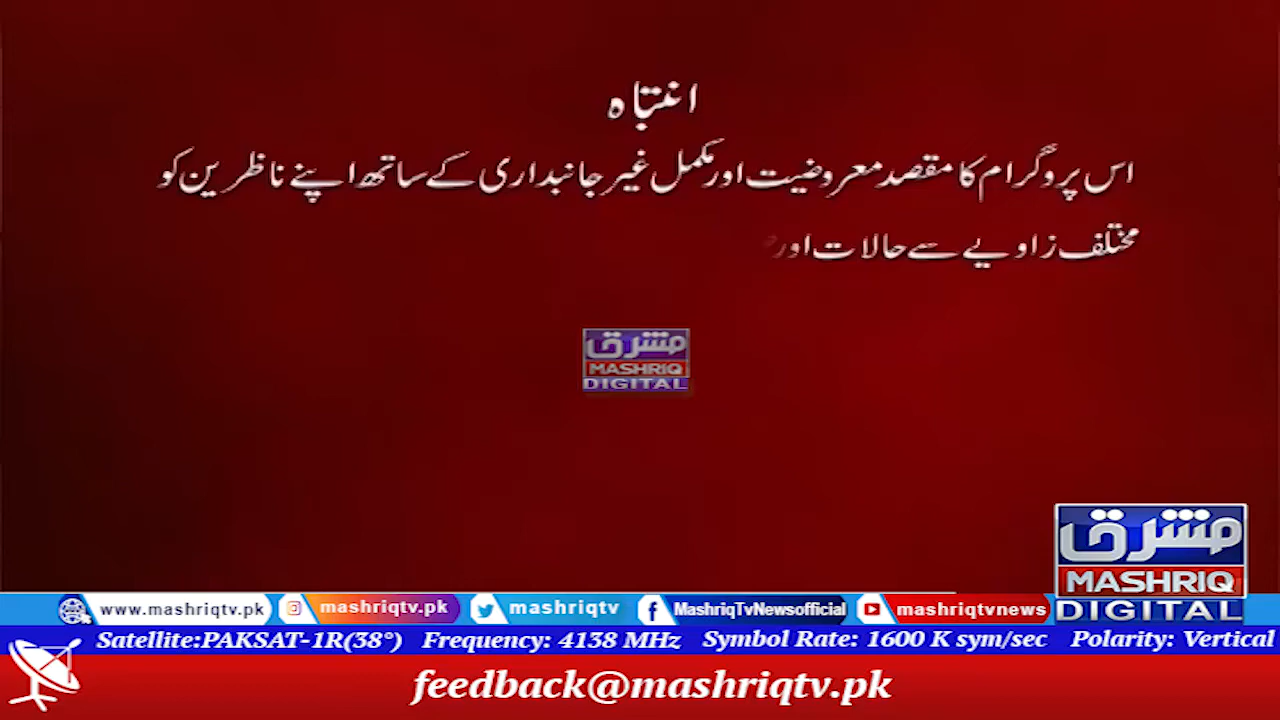 انتباہ
اس پروگرام کا مقصد معروضیت اور مکمل غیر جانبداری کے ساتھ اپنے ناظرین کو
مختلف زاویے سے حالات اور
مشرق
MASHRIQ
DIGITAL
مشرق
MASHRIQ
DIGITAL
www.mashriqtv.pk mashriqtv.pk mashriqtv MashriqTvNewsofficial mashriqtvnews
Satellite:PAKSAT-1R(38°) Frequency: 4138 MHz Symbol Rate: 1600 K sym/sec Polarity: Vertical
feedback@mashriqtv.pk